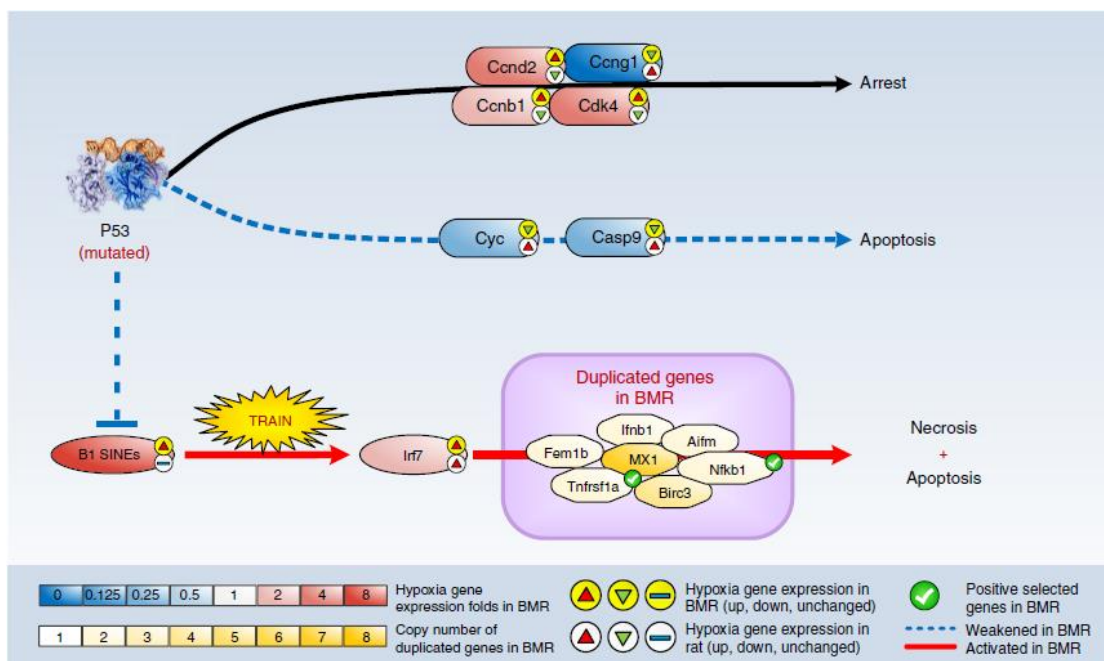 Ccnd2
Ccng1
Ccnb1
Cdk4
Arrest
P53
(mutated)
Cyc
Casp9
Apoptosis
Duplicated genes
in BMR
TRAIN
B1 SINEs
Irf7
Ifnb1
Aifm
Fem1b
MX1
Nfkb1
Tnfrsf1a
Birc3
Necrosis
+
Apoptosis
0 0.125 0.25 0.5 1 2 4 8
Hypoxia gene
expression folds in BMR
1 2 3 4 5 6 7 8
Copy number of
duplicated genes in BMR
Hypoxia gene expression in
BMR (up, down, unchanged)
Hypoxia gene expression in
rat (up, down, unchanged)
Positive selected
genes in BMR
Weakened in BMR
Activated in BMR